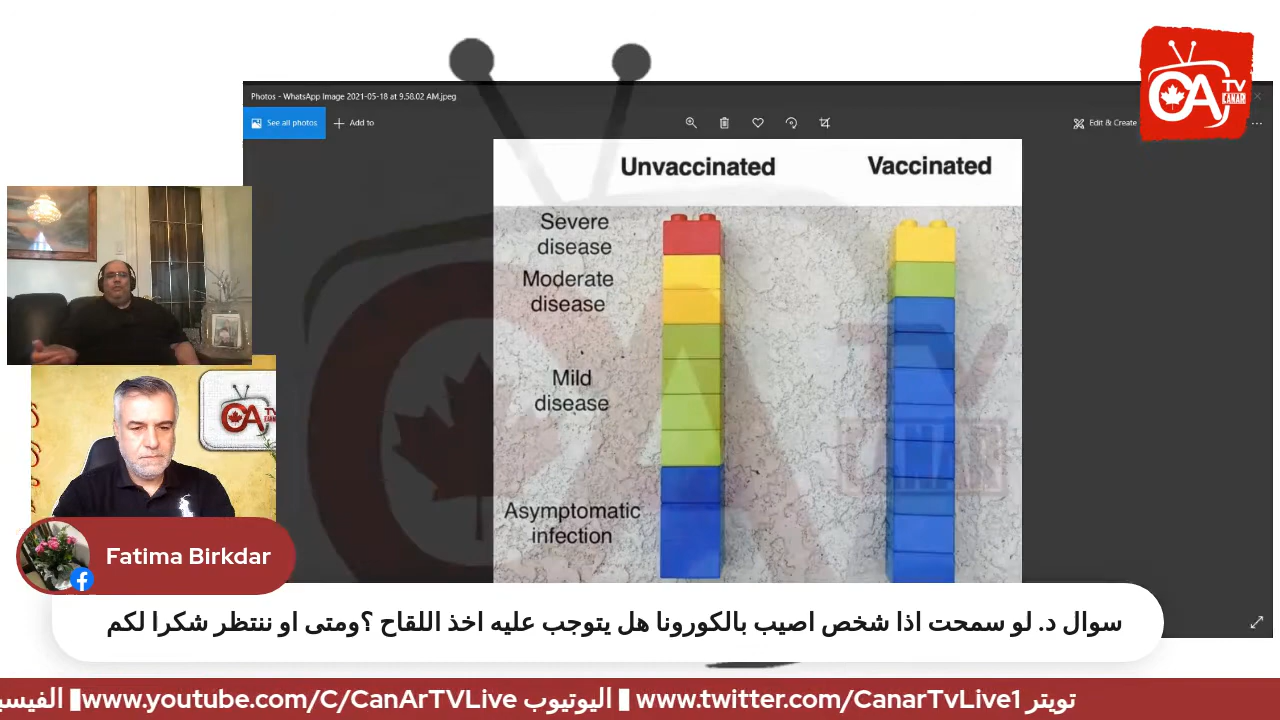 Photos - WhatsApp Image 2021-05-18 at 9.58.02 AM.jpeg
See all photos
Add to
Edit & Create
CA TV
CANAR
Unvaccinated
Vaccinated
Severe
disease
Moderate
disease
Mild
disease
Asymptomatic
infection
Fatima Birkdar
سوال د. لو سمحت اذا شخص اصيب بالكورونا هل يتوجب عليه اخذ اللقاح ؟ومتى او ننتظر شكرا لكم
تويتر www.twitter.com/CanarTvLive1 ▮ اليوتيوب www.youtube.com/C/CanArTVLive▮